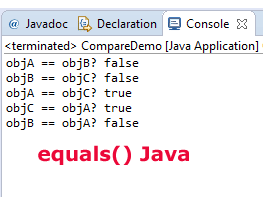 @ Javadoc Declaration Console
<terminated> CompareDemo [Java Application]
objA == objB? false
objB == objC? false
objA == objC? true
objC == objA? true
objB == objA? false
equals() Java